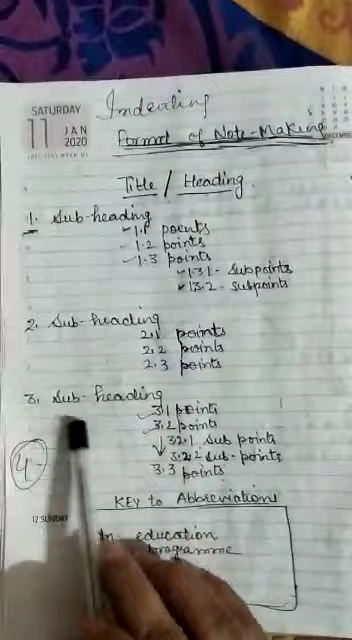 SATURDAY
11 JAN
2020
Indenting
Format of Note-Making
Title / Heading.
1. Sub-heading
1.1 points
1.2 points
1.3 points
1.3.1- Subpoints
1.3.2- Subpoints
2. Sub-heading
2.1 points
2.2 points
2.3 points
3. Sub-heading
3.1 points
3.2 points
3.2.1 Sub points
3.2.2 Sub-points
3.3 points
4
KEY to Abbreviations
12 SUNDAY
education
programme